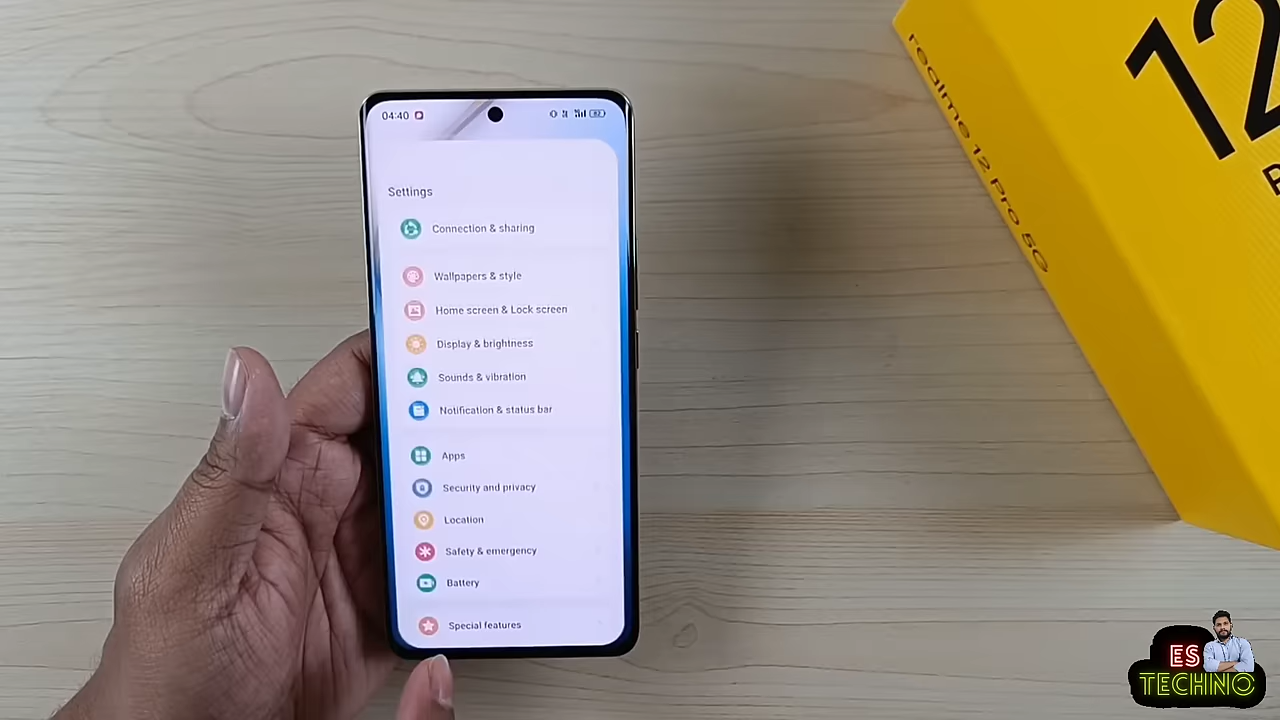 04:40
Settings
Connection & sharing
Wallpapers & style
Home screen & Lock screen
Display & brightness
Sounds & vibration
Notification & status bar
Apps
Security and privacy
Location
Safety & emergency
Battery
Special features
realme 12 Pro 5G
12
P
ES
TECHNO